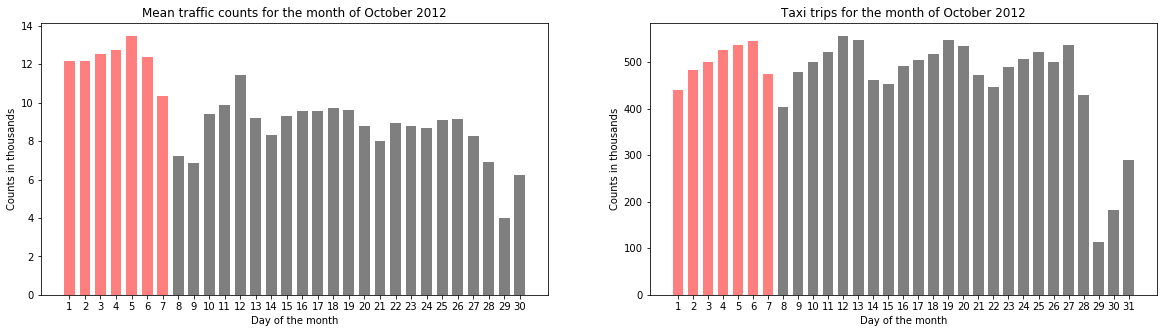 Mean traffic counts for the month of October 2012
Counts in thousands
14
12
10
8
6
4
2
0
1 2 3 4 5 6 7 8 9 10 11 12 13 14 15 16 17 18 19 20 21 22 23 24 25 26 27 28 29 30
Day of the month
Taxi trips for the month of October 2012
Counts in thousands
500
400
300
200
100
0
1 2 3 4 5 6 7 8 9 10 11 12 13 14 15 16 17 18 19 20 21 22 23 24 25 26 27 28 29 30 31
Day of the month